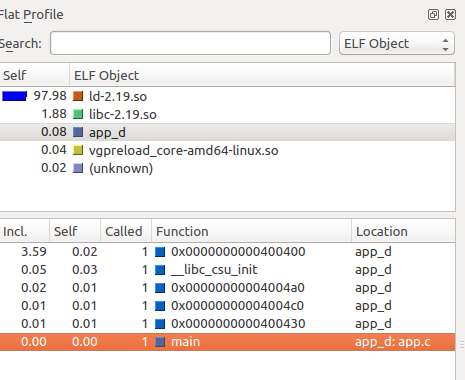 Flat Profile
Search: ELF Object
Self ELF Object
97.98 ld-2.19.so
1.88 libc-2.19.so
0.08 app_d
0.04 vgpreload_core-amd64-linux.so
0.02 (unknown)
Incl. Self Called Function Location
3.59 0.02 1 0x0000000000400400 app_d
0.05 0.03 1 __libc_csu_init app_d
0.02 0.01 1 0x00000000004004a0 app_d
0.01 0.01 1 0x00000000004004c0 app_d
0.01 0.01 1 0x0000000000400430 app_d
0.00 0.00 1 main app_d: app.c